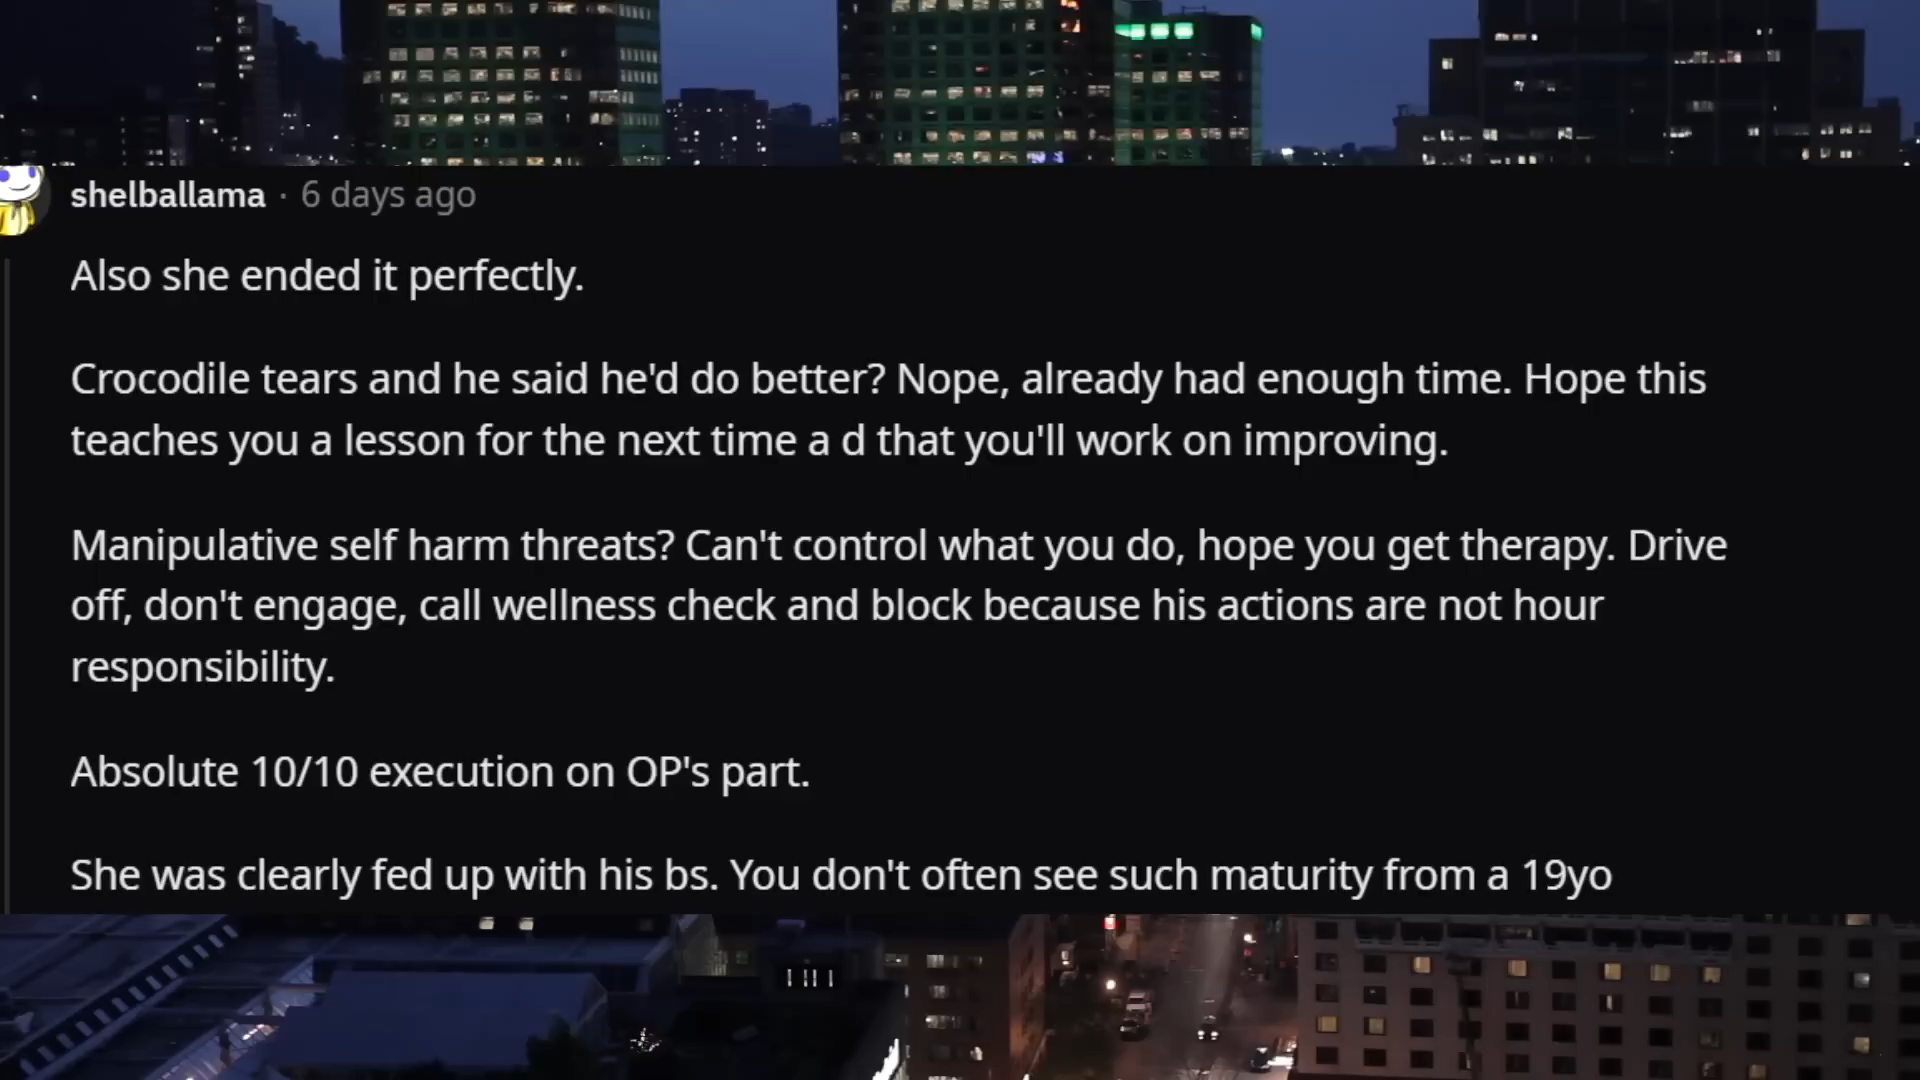 shelballama · 6 days ago
Also she ended it perfectly.
Crocodile tears and he said he'd do better? Nope, already had enough time. Hope this
teaches you a lesson for the next time a d that you'll work on improving.
Manipulative self harm threats? Can't control what you do, hope you get therapy. Drive
off, don't engage, call wellness check and block because his actions are not hour
responsibility.
Absolute 10/10 execution on OP's part.
She was clearly fed up with his bs. You don't often see such maturity from a 19yo